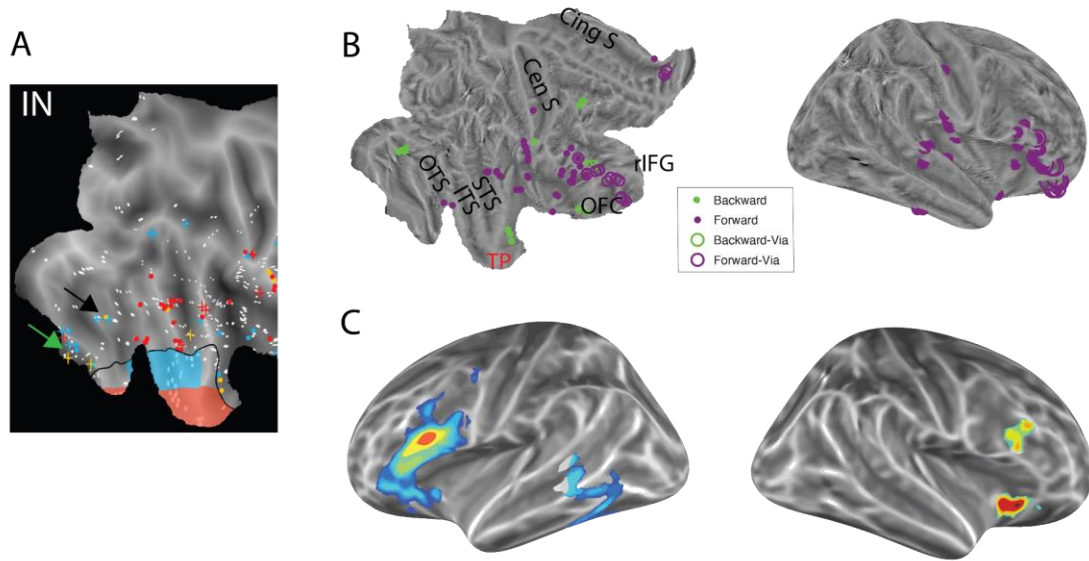 A
IN
B
Cing S
Cen S
OTS
ITS
STS
rIFG
OFC
TP
Backward
Forward
Backward-Via
Forward-Via
C